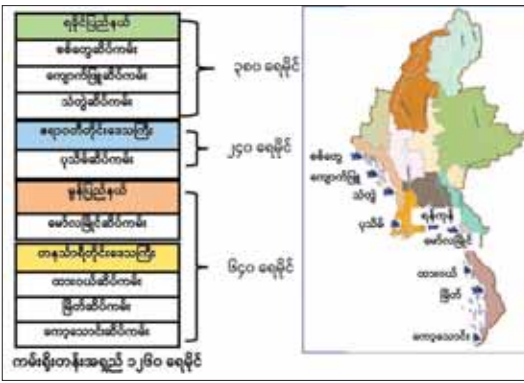 ရခိုင်ပြည်နယ်
စစ်တွေဆိပ်ကမ်း
ကျောက်ဖြူဆိပ်ကမ်း
သံတွဲဆိပ်ကမ်း
၃၈၀ ရေမိုင်
ဧရာဝတီတိုင်းဒေသကြီး
ပုသိမ်ဆိပ်ကမ်း
၂၄၀ ရေမိုင်
မွန်ပြည်နယ်
မော်လမြိုင်ဆိပ်ကမ်း
တနင်္သာရီတိုင်းဒေသကြီး
ထားဝယ်ဆိပ်ကမ်း
မြိတ်ဆိပ်ကမ်း
ကော့သောင်းဆိပ်ကမ်း
၆၄၀ ရေမိုင်
ကမ်းရိုးတန်းအရှည် ၁၂၆၀ ရေမိုင်
စစ်တွေ
ကျောက်ဖြူ
သံတွဲ
ပုသိမ်
ရန်ကုန်
မော်လမြိုင်
ထားဝယ်
မြိတ်
ကော့သောင်း